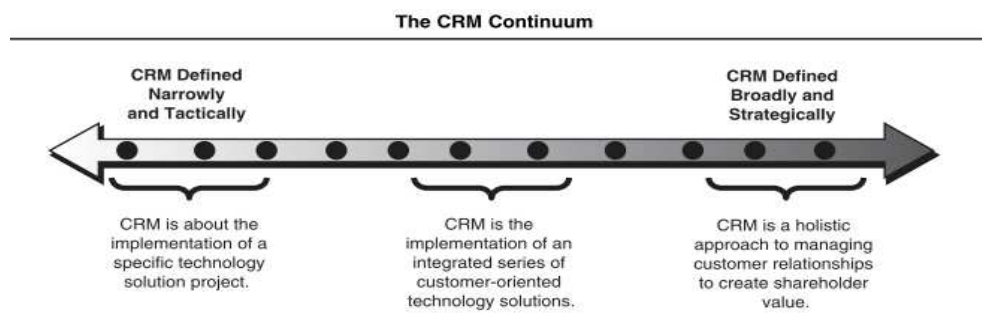 The CRM Continuum
CRM Defined
Narrowly
and Tactically
CRM Defined
Broadly and
Strategically
CRM is about the
implementation of a
specific technology
solution project.
CRM is the
implementation of an
integrated series of
customer-oriented
technology solutions.
CRM is a holistic
approach to managing
customer relationships
to create shareholder
value.